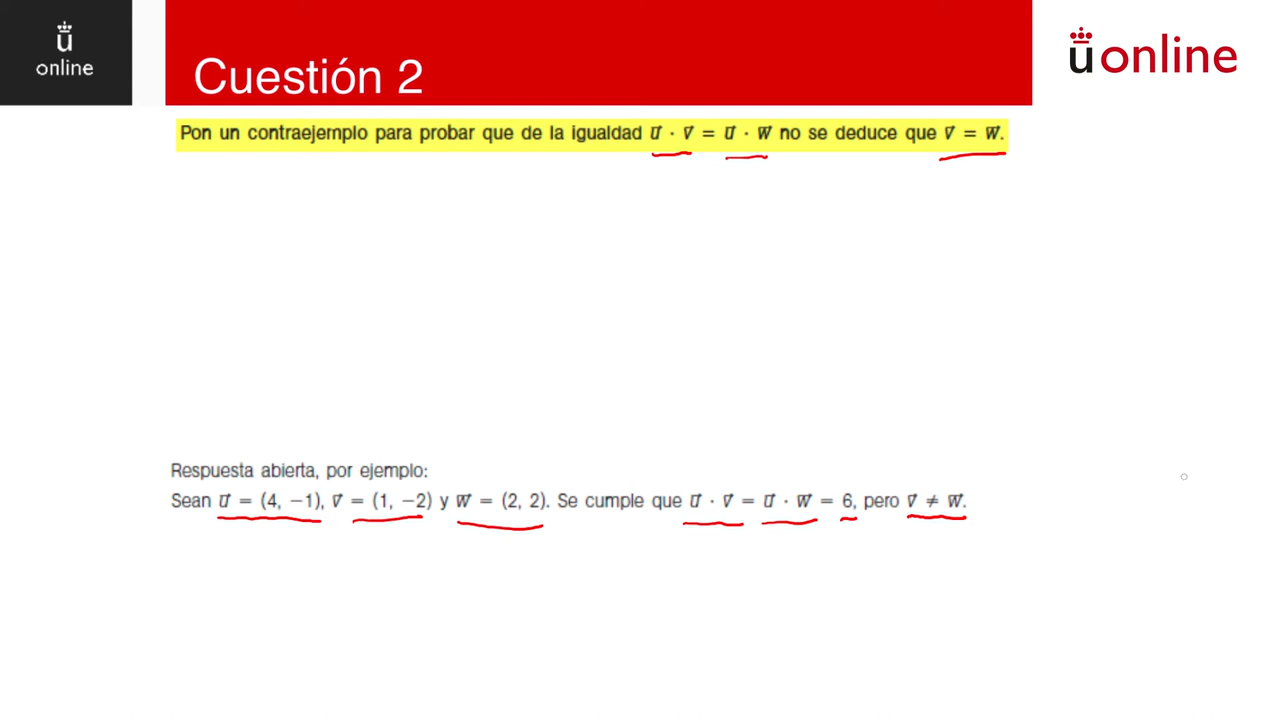 ü
online
üonline
Cuestión 2
Pon un contraejemplo para probar que de la igualdad u⃗ · v⃗ = u⃗ · w⃗ no se deduce que v⃗ = w⃗.
Respuesta abierta, por ejemplo:
Sean u⃗ = (4, −1), v⃗ = (1, −2) y w⃗ = (2, 2). Se cumple que u⃗ · v⃗ = u⃗ · w⃗ = 6, pero v⃗ ≠ w⃗.